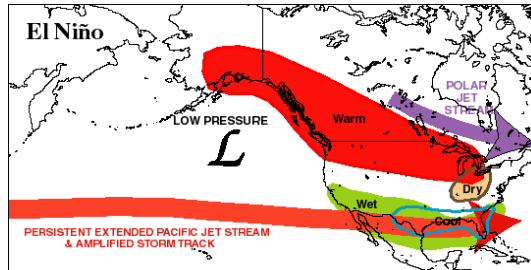 El Niño
POLAR
JET
STREAM
LOW PRESSURE
L
Warm
Dry
Wet
Cool
PERSISTENT EXTENDED PACIFIC JET STREAM
& AMPLIFIED STORM TRACK